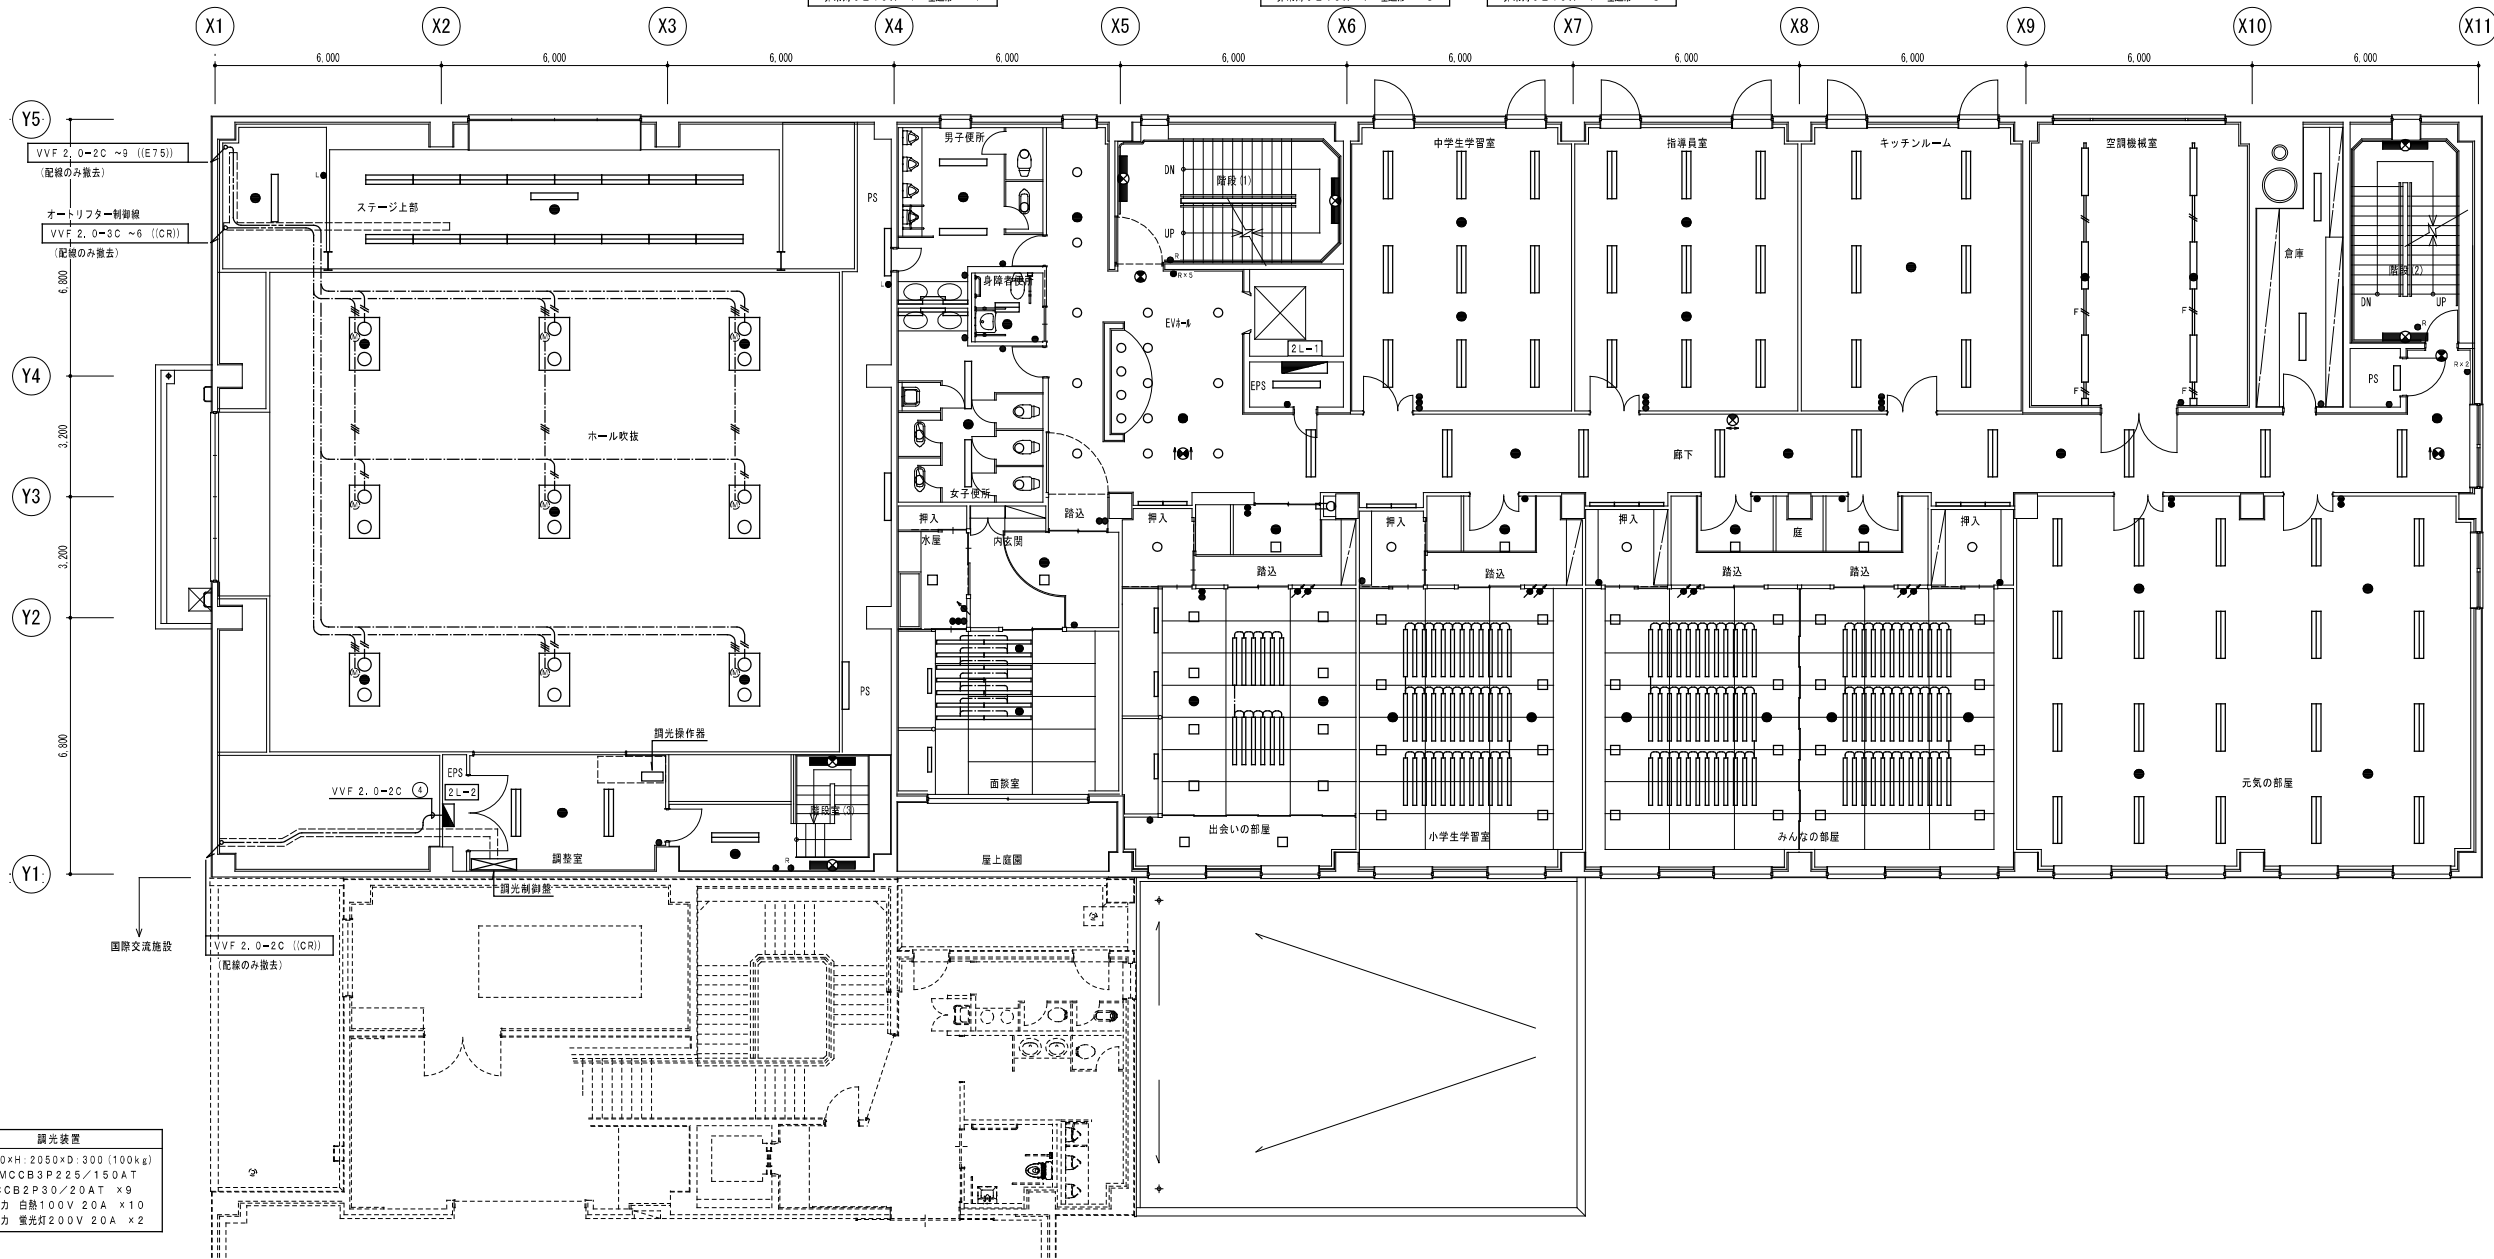 X1
X2
X3
X4
X5
X6
X7
X8
X9
X10
X11
6,000
6,000
6,000
6,000
6,000
6,000
6,000
6,000
6,000
6,000
Y5
VVF 2.0-2C ~9 ((E75))
(配線のみ撤去)
オートリフター制御線
VVF 2.0-3C ~6 ((CR))
(配線のみ撤去)
6,800
Y4
3,200
Y3
3,200
Y2
6,800
Y1
L
ステージ上部
PS
L
男子便所
身障者便所
DN
階段(1)
UP
R
R×5
EVホール
2L-1
EPS
中学生学習室
指導員室
キッチンルーム
空調機械室
F
F
F
F
倉庫
階段(2)
DN
UP
R
R×2
PS
ホール吹抜
M
M
M
M
M
M
M
M
M
女子便所
廊下
押入
水屋
内玄関
踏込
押入
踏込
押入
踏込
押入
踏込
庭
踏込
押入
PS
調光操作器
EPS
2L-2
VVF 2.0-2C ④
調整室
階段室(3)
R
面談室
屋上庭園
出会いの部屋
小学生学習室
みんなの部屋
元気の部屋
調光制御盤
国際交流施設
VVF 2.0-2C ((CR))
(配線のみ撤去)
調光装置
0×H:2050×D:300(100kg)
MCCB3P225/150AT
CB2P30/20AT ×9
力 白熱100V 20A ×10
力 蛍光灯200V 20A ×2